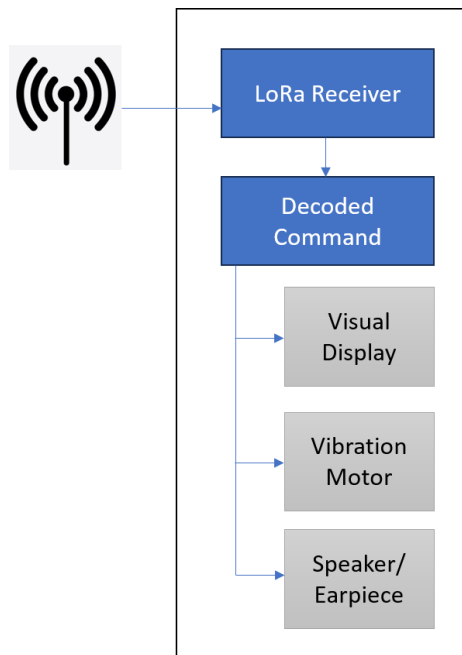 LoRa Receiver
Decoded
Command
Visual
Display
Vibration
Motor
Speaker/
Earpiece